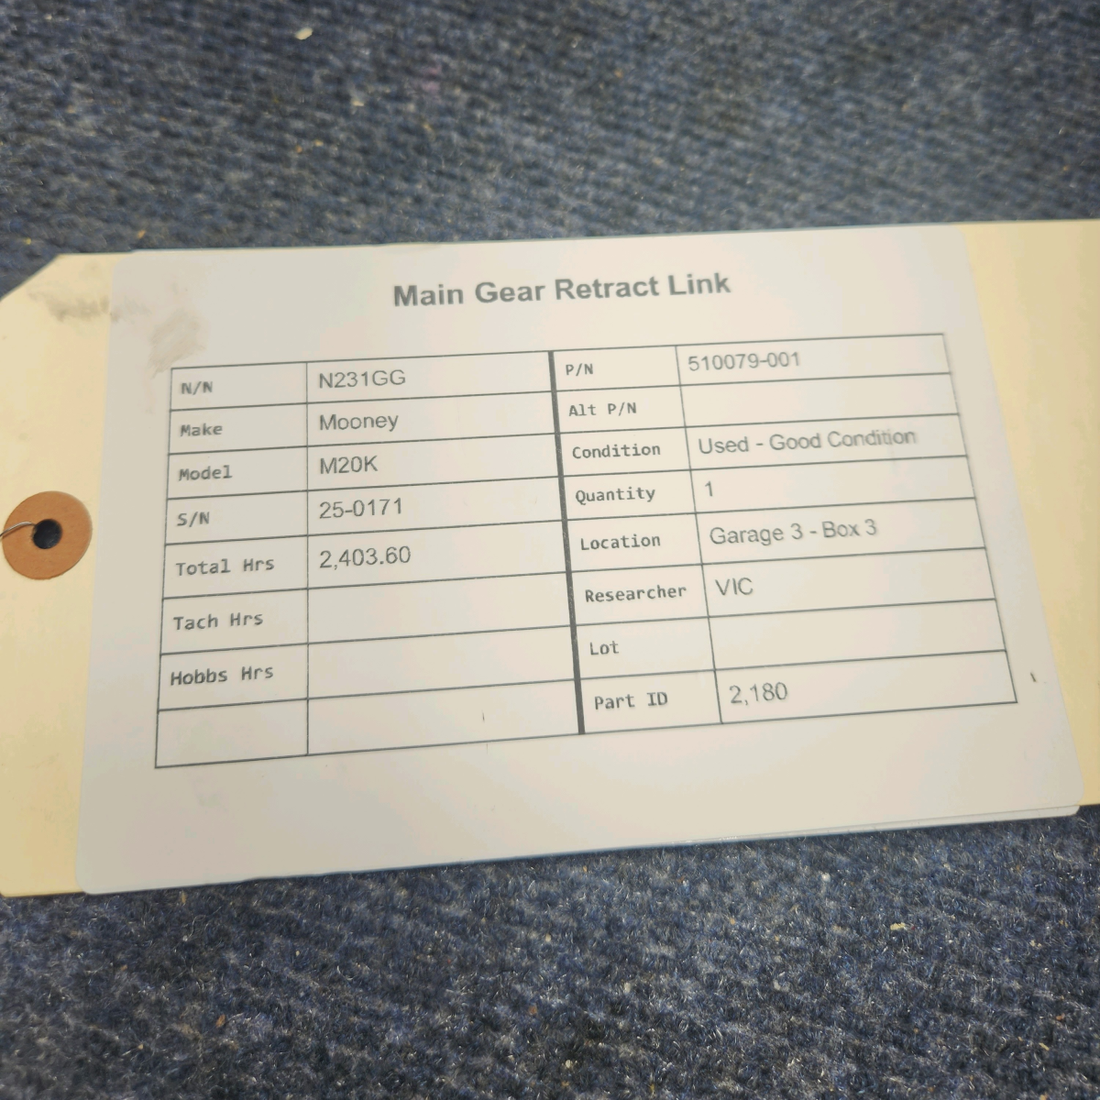 Main Gear Retract Link
N/N N231GG P/N 510079-001
Make Mooney Alt P/N
Model M20K Condition Used - Good Condition
S/N 25-0171 Quantity 1
Total Hrs 2,403.60 Location Garage 3 - Box 3
Tach Hrs Researcher VIC
Hobbs Hrs Lot
Part ID 2,180